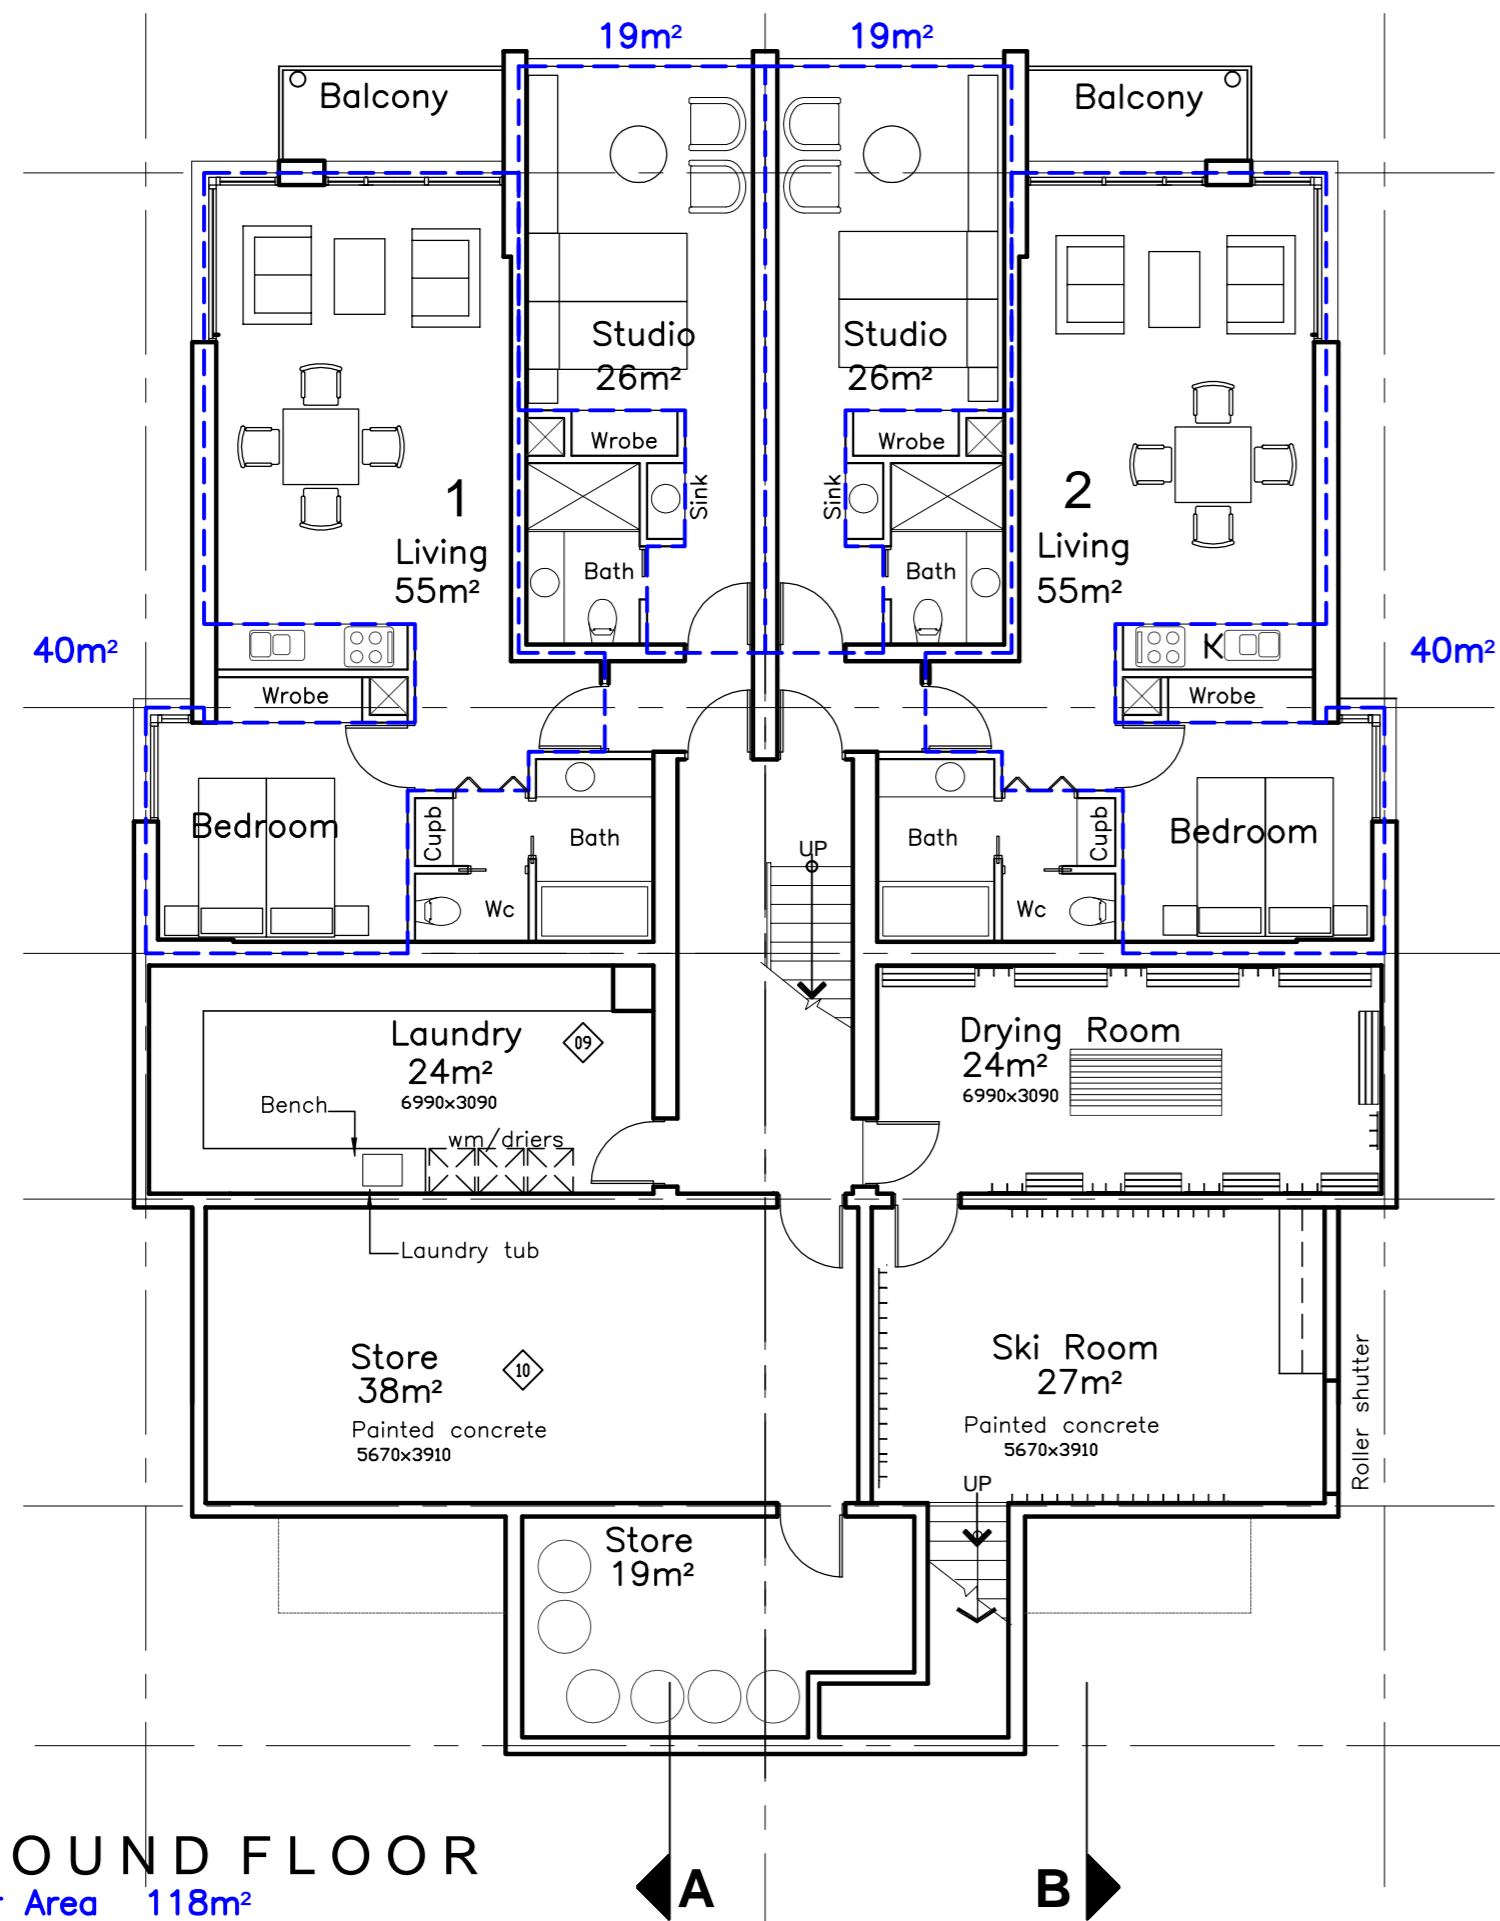 19m² 19m²
Balcony Balcony
Studio Studio
26m² 26m²
Wrobe Wrobe
Sink Sink
1 2
Living Living
55m² 55m²
Bath Bath
40m² K 40m²
Wrobe Wrobe
Bedroom Cupb Bath UP Bath Cupb Bedroom
Wc Wc
Laundry 09 Drying Room
24m² 24m²
6990x3090 6990x3090
Bench
wm/driers
Laundry tub
Store Ski Room
38m² 10 27m²
Painted concrete Painted concrete
5670x3910 5670x3910
Roller shutter
UP
Store
19m²
OUND FLOOR
Area 118m²
A B